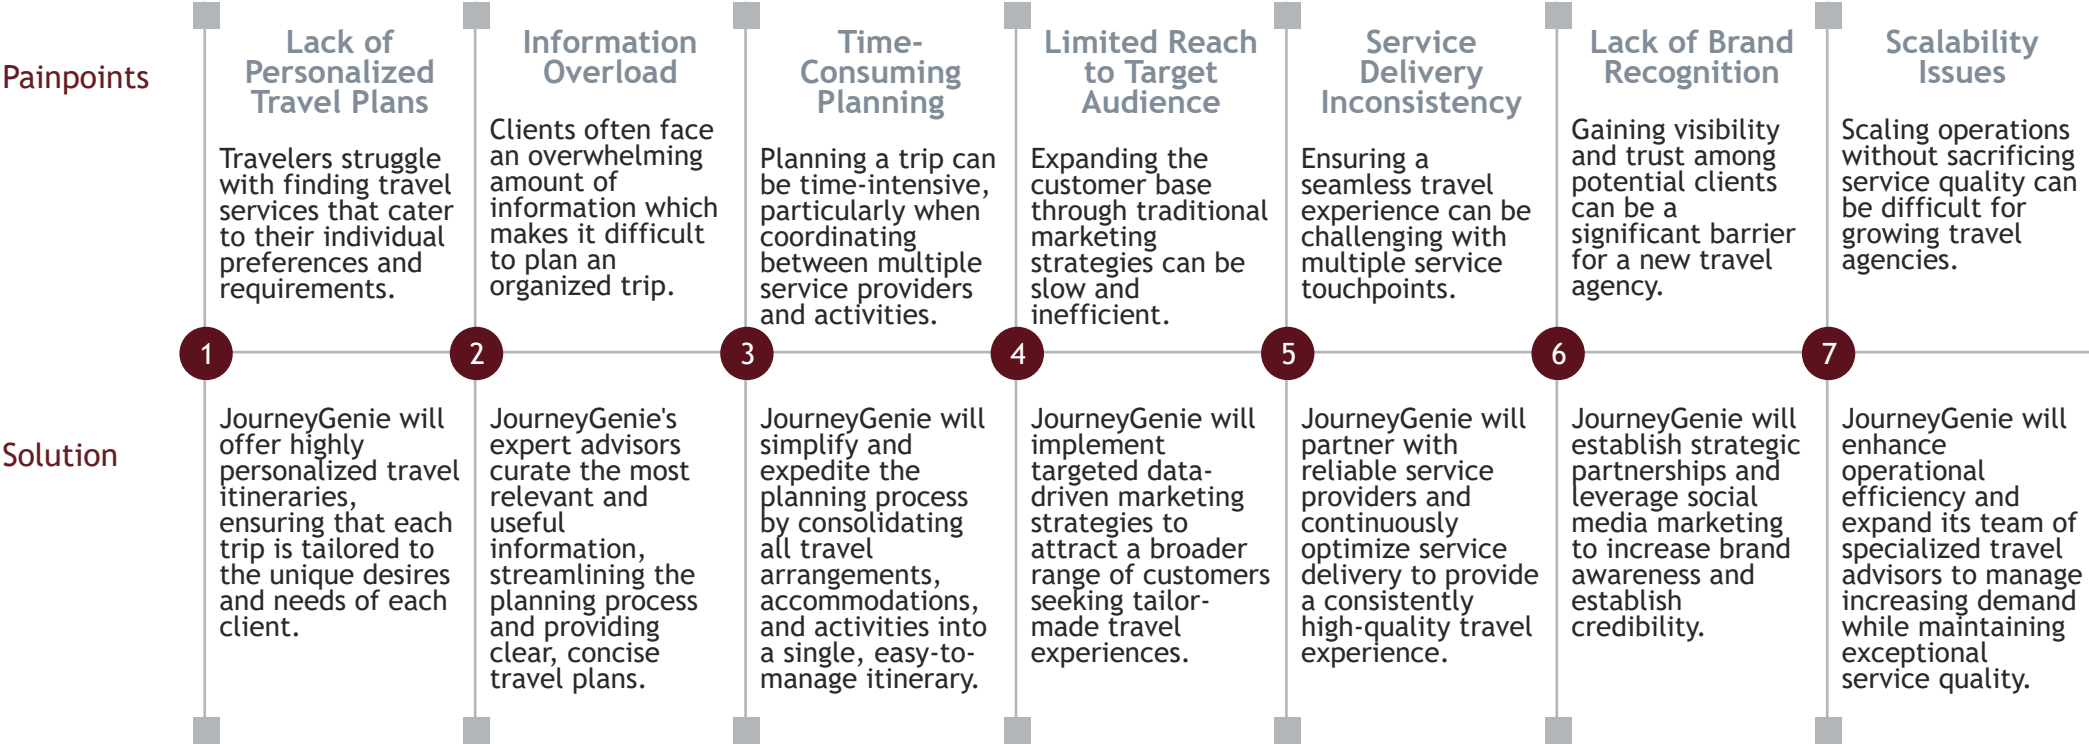 Painpoints
Lack of
Personalized
Travel Plans
Travelers struggle
with finding travel
services that cater
to their individual
preferences and
requirements.
Information
Overload
Clients often face
an overwhelming
amount of
information which
makes it difficult
to plan an
organized trip.
Time-
Consuming
Planning
Planning a trip can
be time-intensive,
particularly when
coordinating
between multiple
service providers
and activities.
Limited Reach
to Target
Audience
Expanding the
customer base
through traditional
marketing
strategies can be
slow and
inefficient.
Service
Delivery
Inconsistency
Ensuring a
seamless travel
experience can be
challenging with
multiple service
touchpoints.
Lack of Brand
Recognition
Gaining visibility
and trust among
potential clients
can be a
significant barrier
for a new travel
agency.
Scalability
Issues
Scaling operations
without sacrificing
service quality can
be difficult for
growing travel
agencies.
1
2
3
4
5
6
7
Solution
JourneyGenie will
offer highly
personalized travel
itineraries,
ensuring that each
trip is tailored to
the unique desires
and needs of each
client.
JourneyGenie's
expert advisors
curate the most
relevant and
useful
information,
streamlining the
planning process
and providing
clear, concise
travel plans.
JourneyGenie will
simplify and
expedite the
planning process
by consolidating
all travel
arrangements,
accommodations,
and activities into
a single, easy-to-
manage itinerary.
JourneyGenie will
implement
targeted data-
driven marketing
strategies to
attract a broader
range of customers
seeking tailor-
made travel
experiences.
JourneyGenie will
partner with
reliable service
providers and
continuously
optimize service
delivery to provide
a consistently
high-quality travel
experience.
JourneyGenie will
establish strategic
partnerships and
leverage social
media marketing
to increase brand
awareness and
establish
credibility.
JourneyGenie will
enhance
operational
efficiency and
expand its team of
specialized travel
advisors to manage
increasing demand
while maintaining
exceptional
service quality.